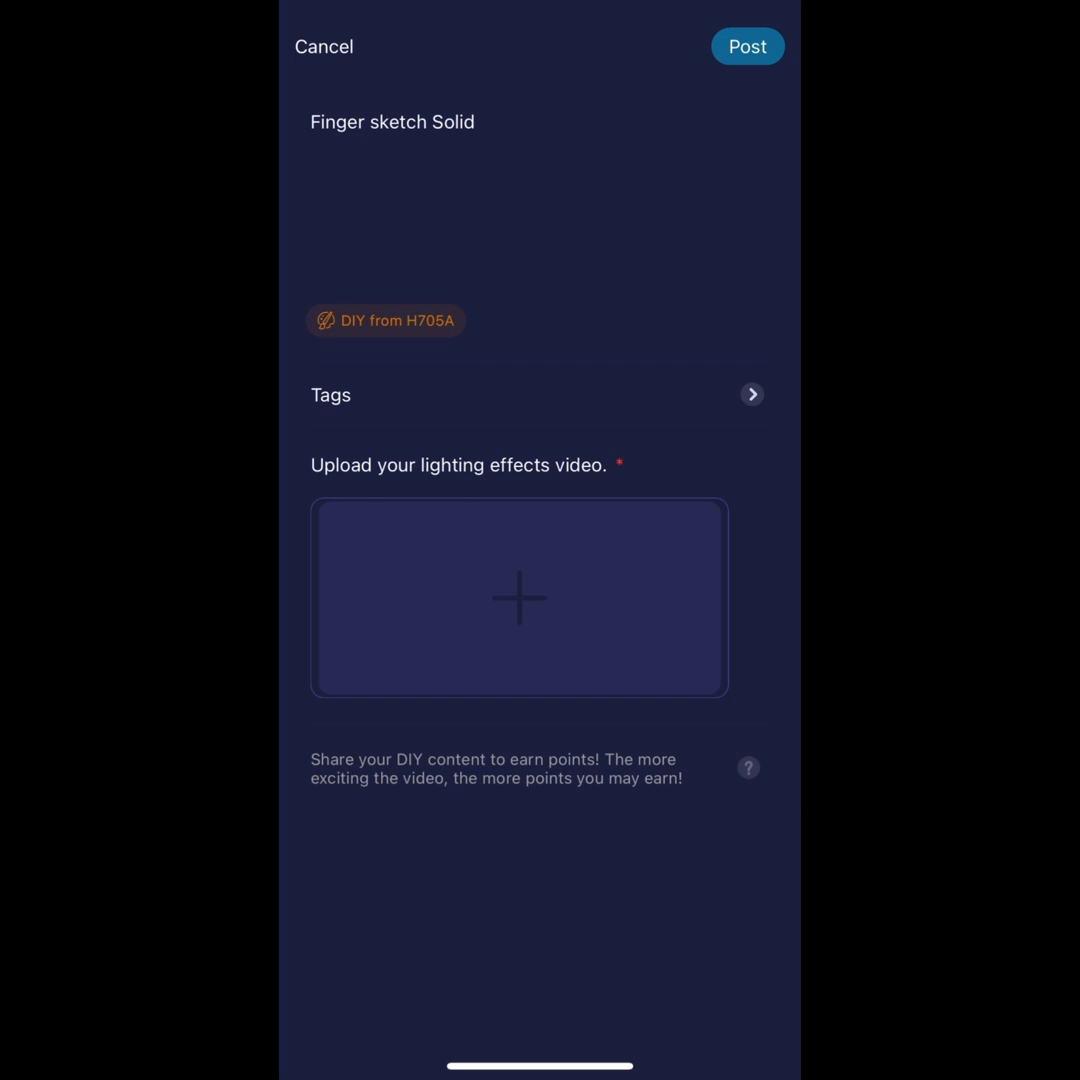 Cancel
Post
Finger sketch Solid
DIY from H705A
Tags
Upload your lighting effects video. *
Share your DIY content to earn points! The more
exciting the video, the more points you may earn!
?